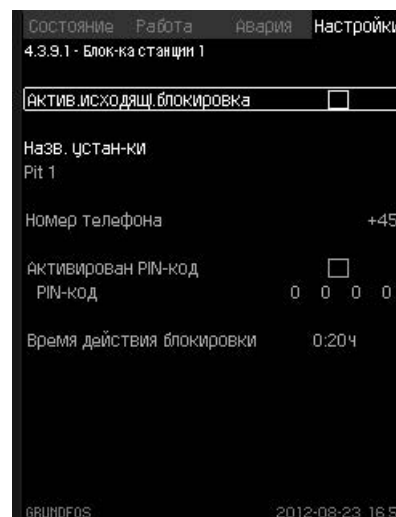 Состояние Работа Авария Настройки
4.3.9.1 - Блок-ка станции 1
Актив.исходящ.блокировка
Назв. устан-ки
Pit 1
Номер телефона +45
Активирован PIN-код
PIN-код 0 0 0 0
Время действия блокировки 0:20ч
GRUNDFOS 2012-08-23 16:5